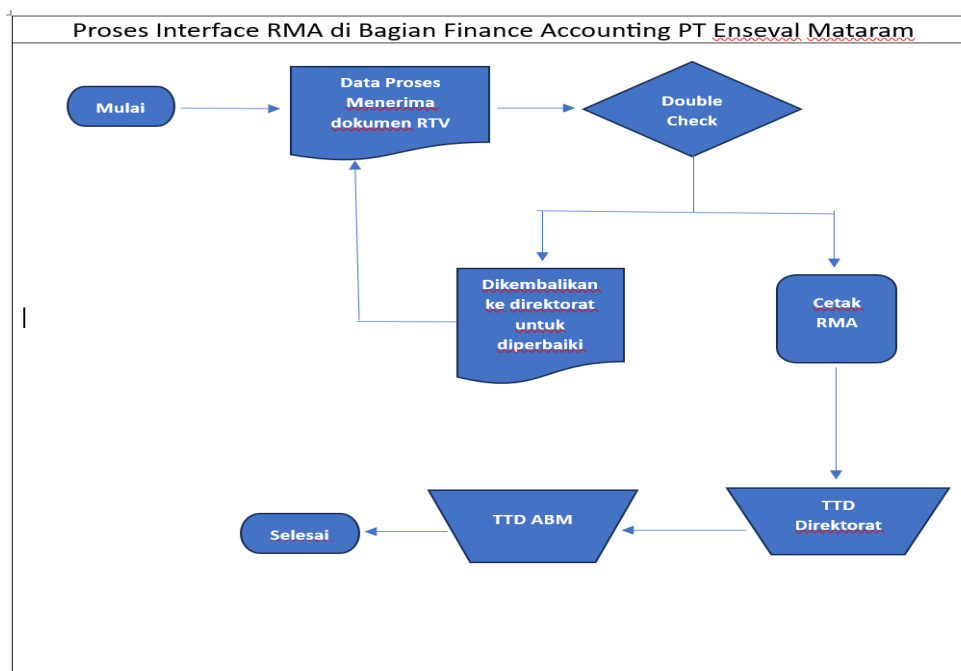 Proses Interface RMA di Bagian Finance Accounting PT Enseval Mataram
Mulai
Data Proses
Menerima
dokumen RTV
Double
Check
Dikembalikan
ke direktorat
untuk
diperbaiki
Cetak
RMA
TTD
Direktorat
TTD ABM
Selesai